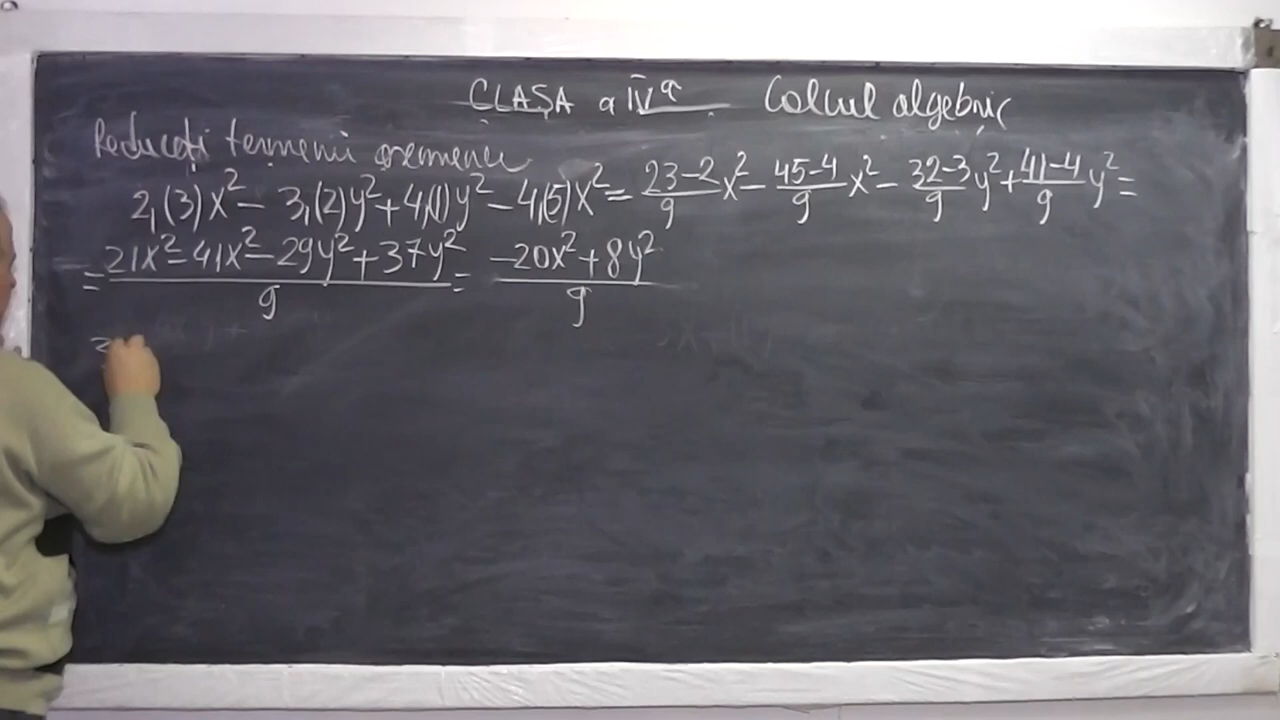 CLASA a IVª Calcul algebric
Reduceți termenii asemenea
2,(3)x² - 3,(2)y² + 4,(1)y² - 4,(5)x² = 23-2/9 x² - 45-4/9 x² - 32-3/9 y² + 41-4/9 y² =
= 21x² - 41x² - 29y² + 37y² / 9 = -20x² + 8y² / 9